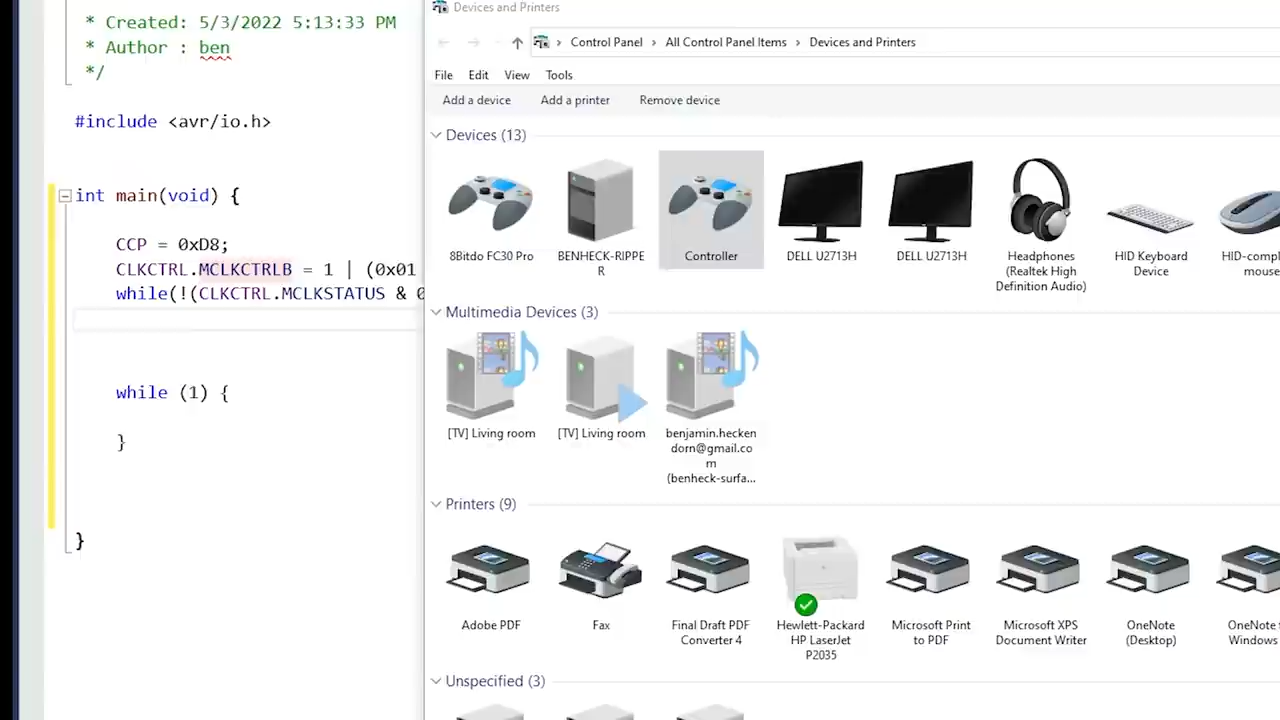 * Created: 5/3/2022 5:13:33 PM
* Author : ben
*/
#include <avr/io.h>
int main(void) {
CCP = 0xD8;
CLKCTRL.MCLKCTRLB = 1 | (0x01
while(!(CLKCTRL.MCLKSTATUS & 0
while (1) {
}
}
Devices and Printers
Control Panel > All Control Panel Items > Devices and Printers
File Edit View Tools
Add a device Add a printer Remove device
Devices (13)
8Bitdo FC30 Pro
BENHECK-RIPPE
R
Controller
DELL U2713H
DELL U2713H
Headphones
(Realtek High
Definition Audio)
HID Keyboard
Device
HID-compl
mouse
Multimedia Devices (3)
[TV] Living room
[TV] Living room
benjamin.hecken
dorn@gmail.co
m
(benheck-surfa...
Printers (9)
Adobe PDF
Fax
Final Draft PDF
Converter 4
Hewlett-Packard
HP LaserJet
P2035
Microsoft Print
to PDF
Microsoft XPS
Document Writer
OneNote
(Desktop)
OneNote f
Windows
Unspecified (3)